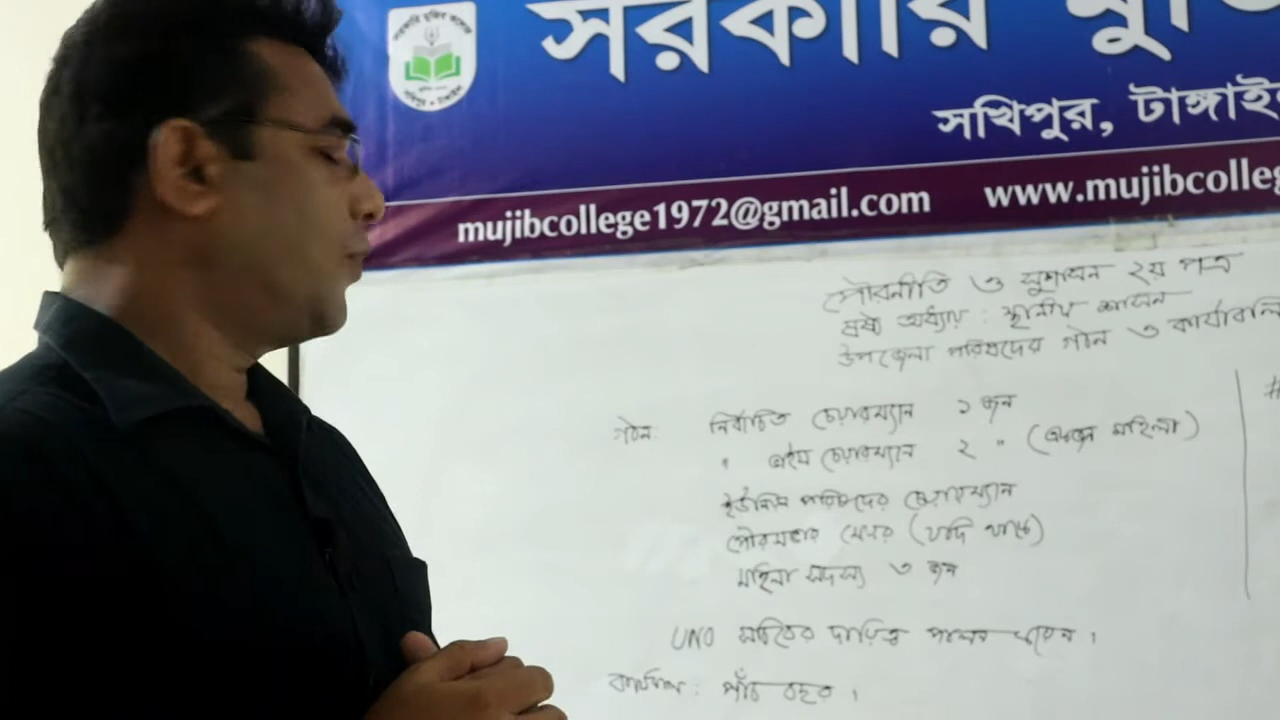 সরকারি মুজি
সখিপুর, টাঙ্গাইল
mujibcollege1972@gmail.com www.mujibcolleg
পৌরনীতি ও সুশাসন ২য় পত্র
ষষ্ঠ অধ্যায় : স্থানীয় শাসন
উপজেলা পরিষদের গঠন ও কার্যাবলি
গঠন: নির্বাচিত চেয়ারম্যান ১ জন
" ভাইস চেয়ারম্যান ২ " (একজন মহিলা)
ইউনিয়ন পরিষদের চেয়ারম্যান
পৌরসভার মেয়র (যদি থাকে)
মহিলা সদস্য ৩ জন
UNO সচিবের দায়িত্ব পালন করেন।
কার্যকাল: পাঁচ বছর।
#